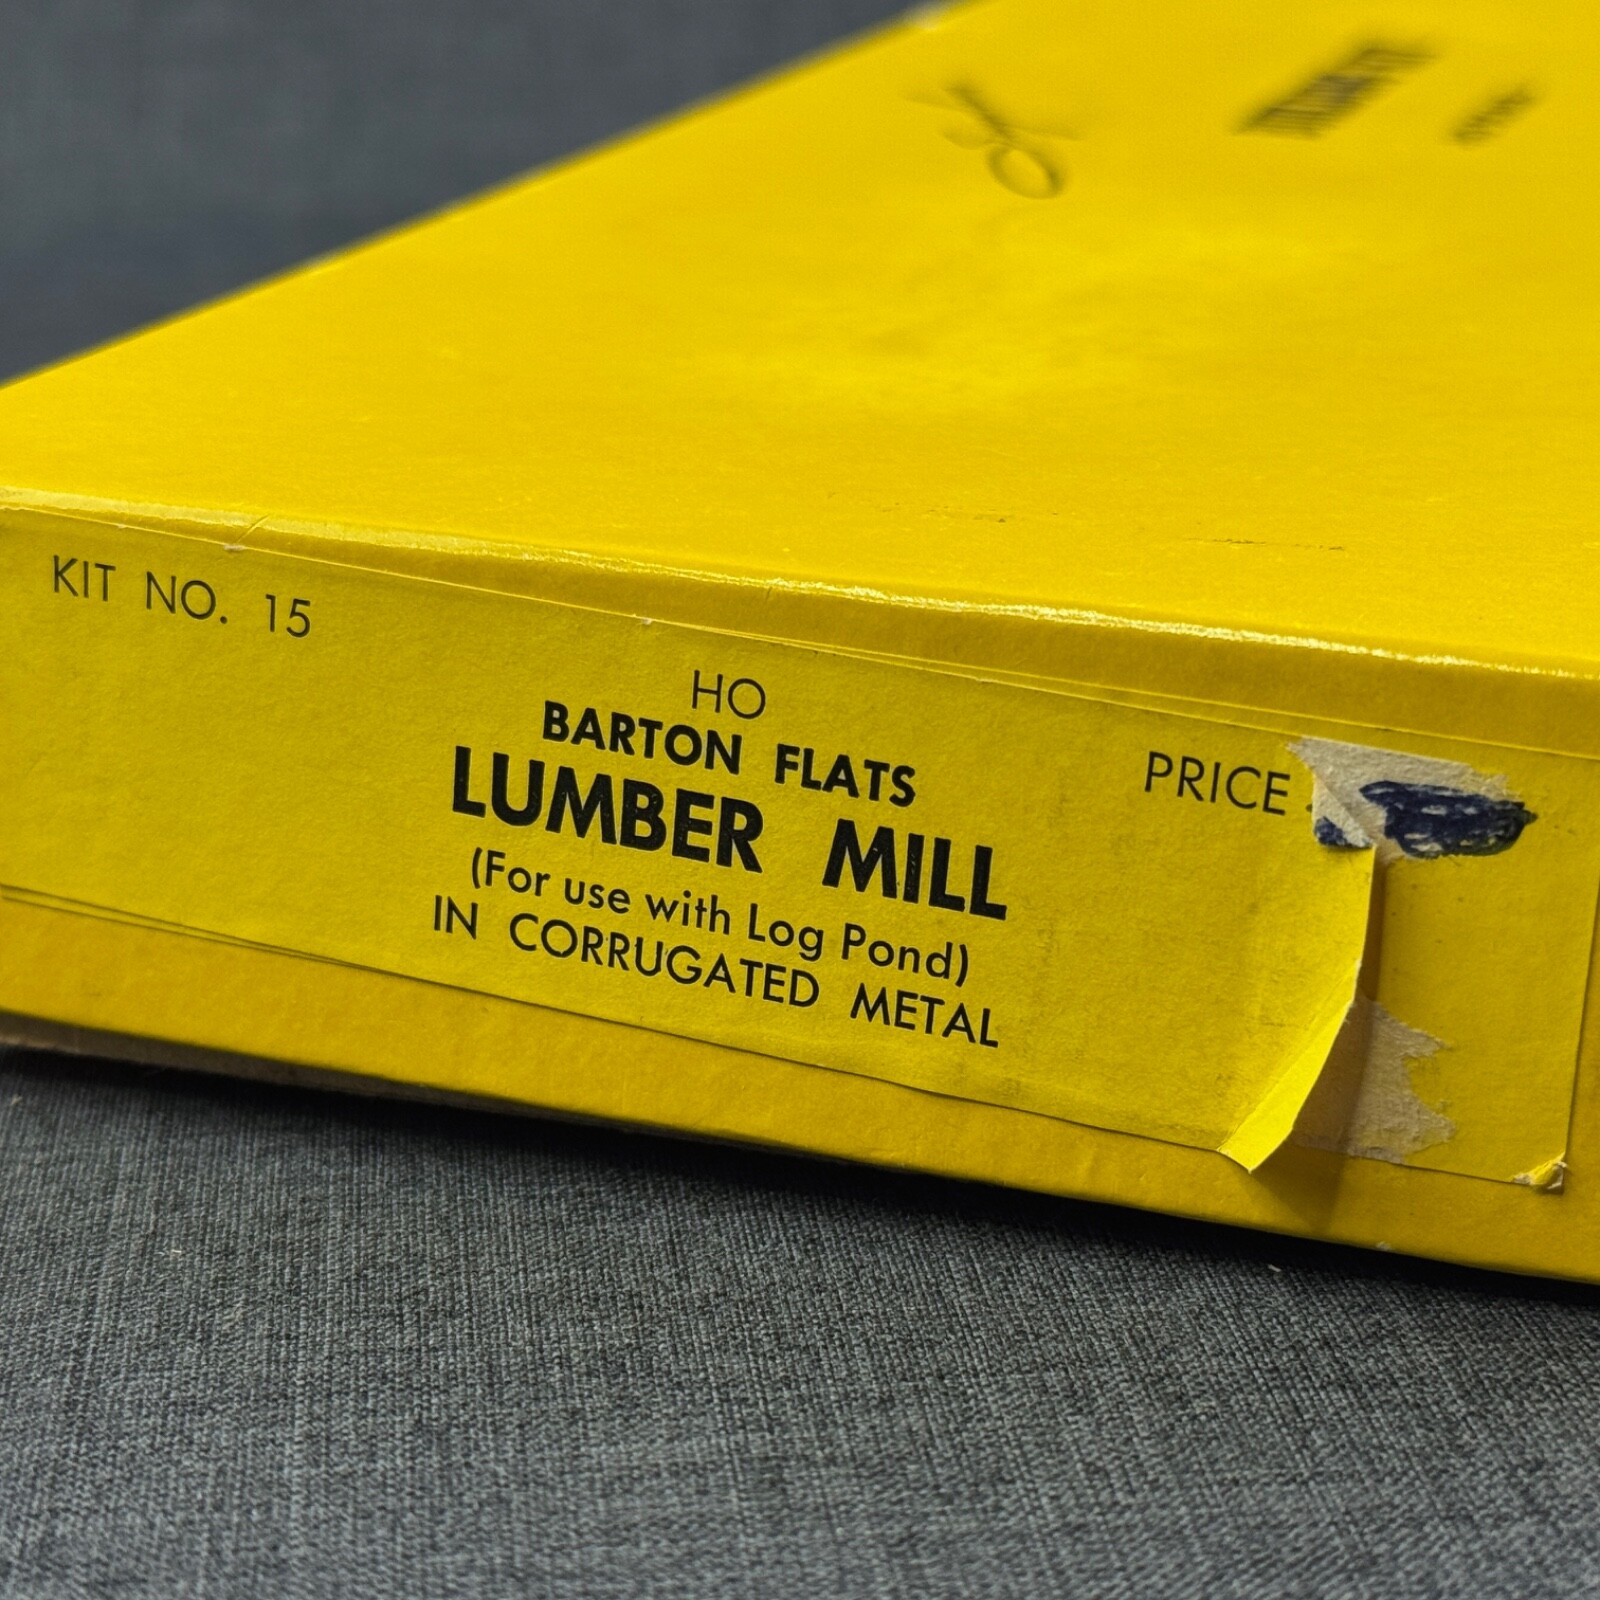 KIT NO. 15
HO
BARTON FLATS
LUMBER MILL
(For use with Log Pond)
IN CORRUGATED METAL
PRICE